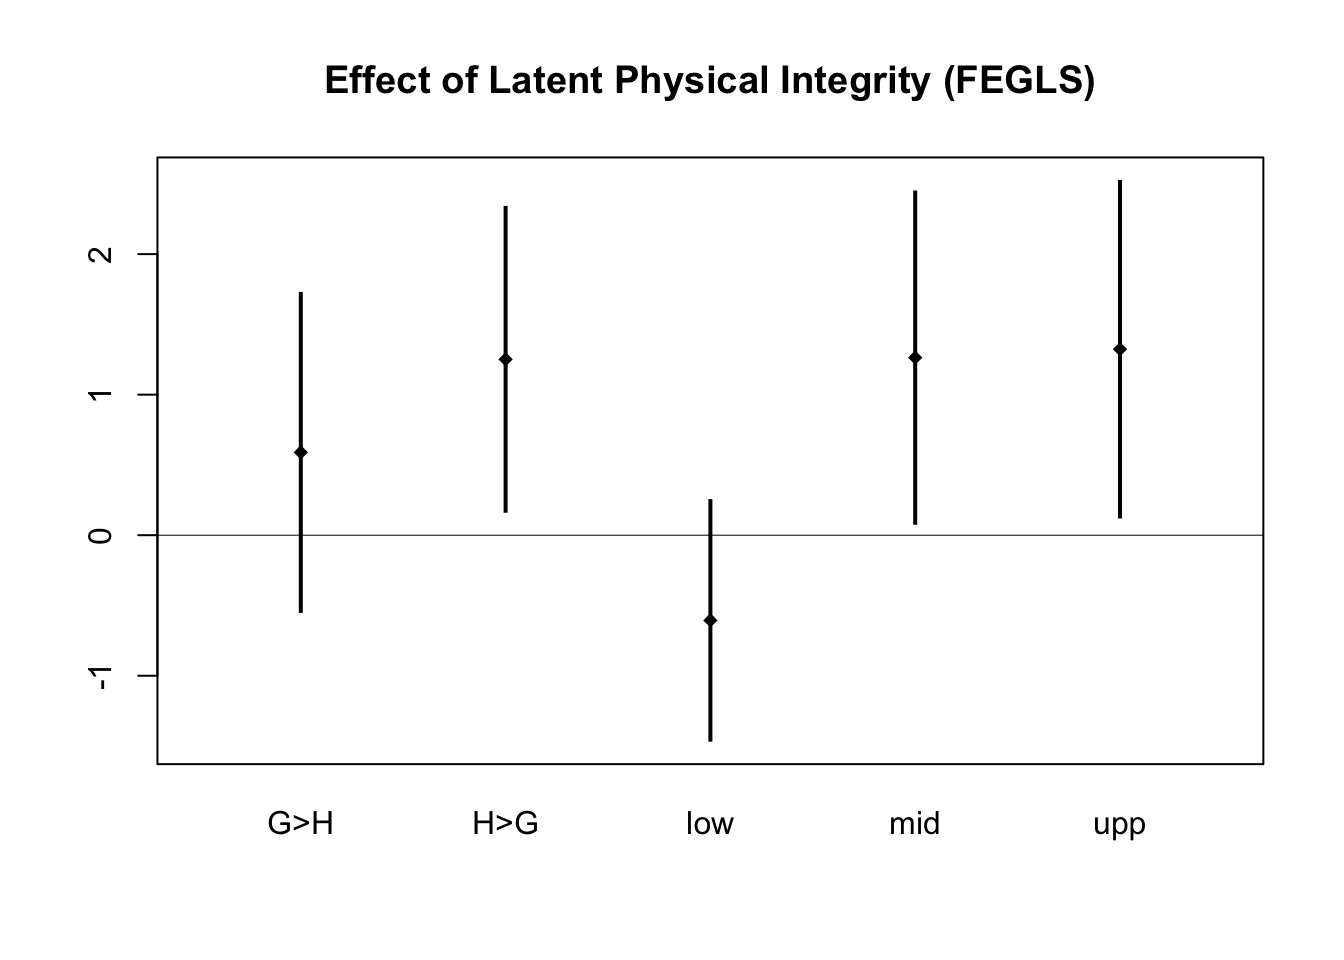 Effect of Latent Physical Integrity (FEGLS)
2
1
0
-1
G>H H>G low mid upp